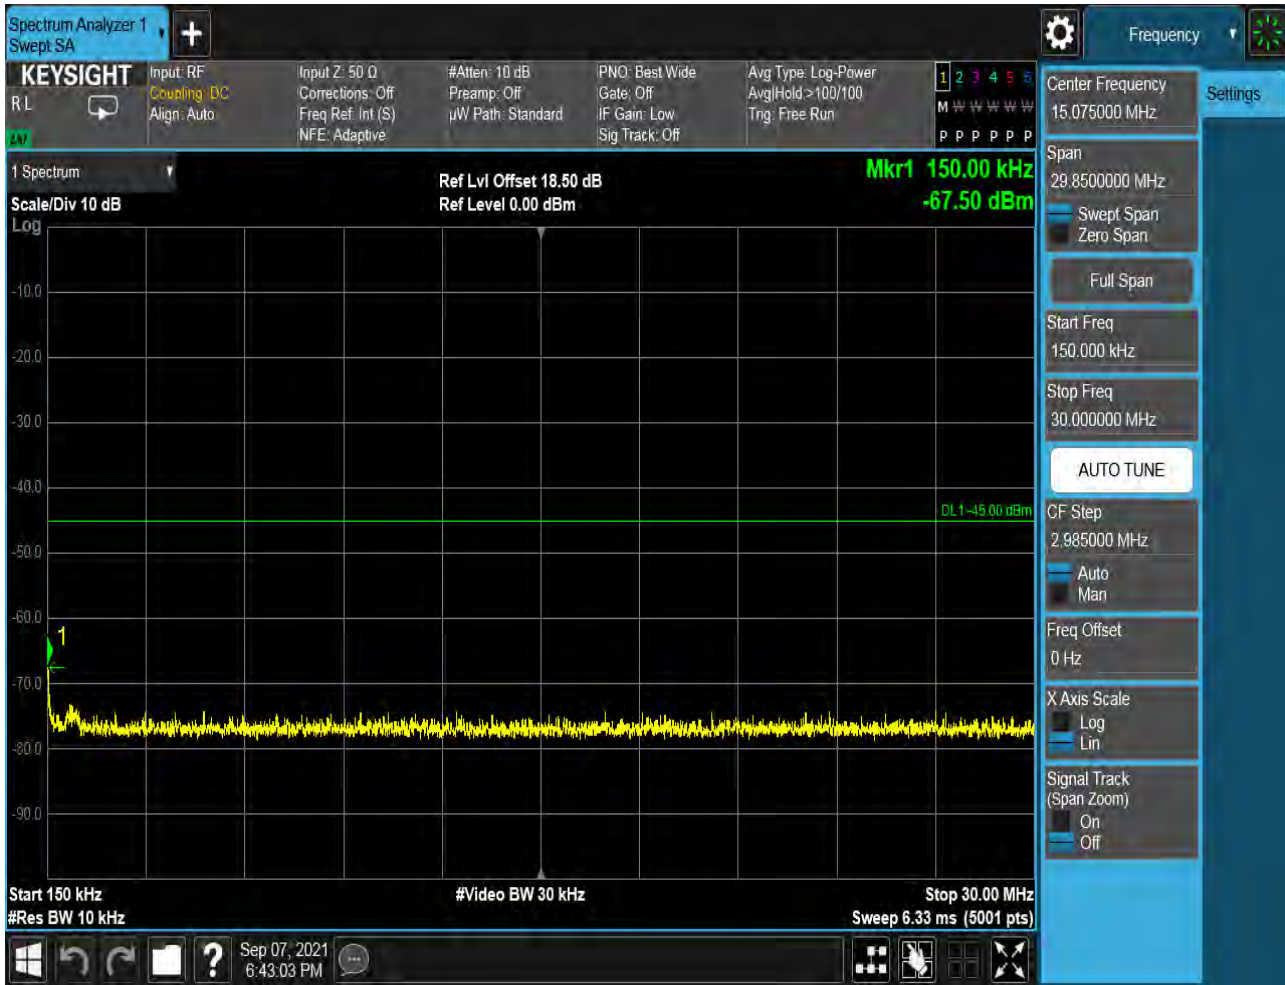 Spectrum Analyzer 1
Swept SA
+
Frequency
KEYSIGHT
R L
LXI
Input: RF
Coupling: DC
Align: Auto
Input Z: 50 Ω
Corrections: Off
Freq Ref: Int (S)
NFE: Adaptive
#Atten: 10 dB
Preamp: Off
µW Path: Standard
PNO: Best Wide
Gate: Off
IF Gain: Low
Sig Track: Off
Avg Type: Log-Power
Avg|Hold:>100/100
Trig: Free Run
1 2 3 4 5 6
M W W W W W
P P P P P P
1 Spectrum
Scale/Div 10 dB
Log
Ref Lvl Offset 18.50 dB
Ref Level 0.00 dBm
Mkr1 150.00 kHz
-67.50 dBm
-10.0
-20.0
-30.0
-40.0
DL1 -45.00 dBm
-50.0
-60.0
1
-70.0
-80.0
-90.0
Start 150 kHz
#Res BW 10 kHz
#Video BW 30 kHz
Stop 30.00 MHz
Sweep 6.33 ms (5001 pts)
?
Sep 07, 2021
6:43:03 PM
Center Frequency
15.075000 MHz
Settings
Span
29.8500000 MHz
Swept Span
Zero Span
Full Span
Start Freq
150.000 kHz
Stop Freq
30.000000 MHz
AUTO TUNE
CF Step
2.985000 MHz
Auto
Man
Freq Offset
0 Hz
X Axis Scale
Log
Lin
Signal Track
(Span Zoom)
On
Off